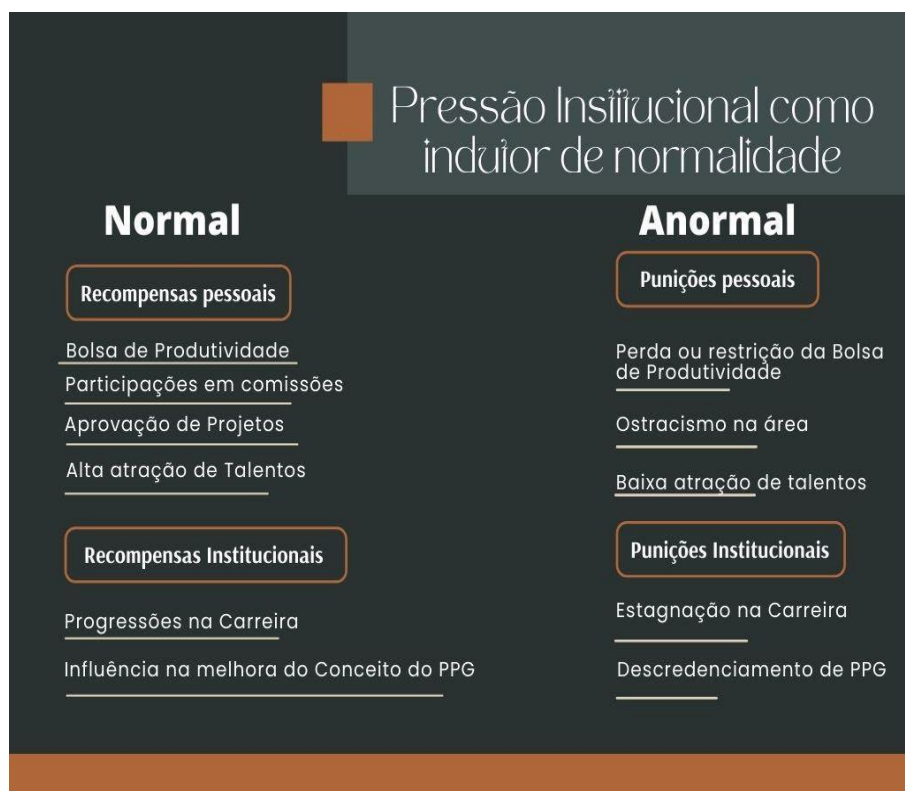 Pressão Institucional como
indutor de normalidade
Normal
Recompensas pessoais
Bolsa de Produtividade
Participações em comissões
Aprovação de Projetos
Alta atração de Talentos
Recompensas Institucionais
Progressões na Carreira
Influência na melhora do Conceito do PPG
Anormal
Punições pessoais
Perda ou restrição da Bolsa
de Produtividade
Ostracismo na área
Baixa atração de talentos
Punições Institucionais
Estagnação na Carreira
Descredenciamento de PPG